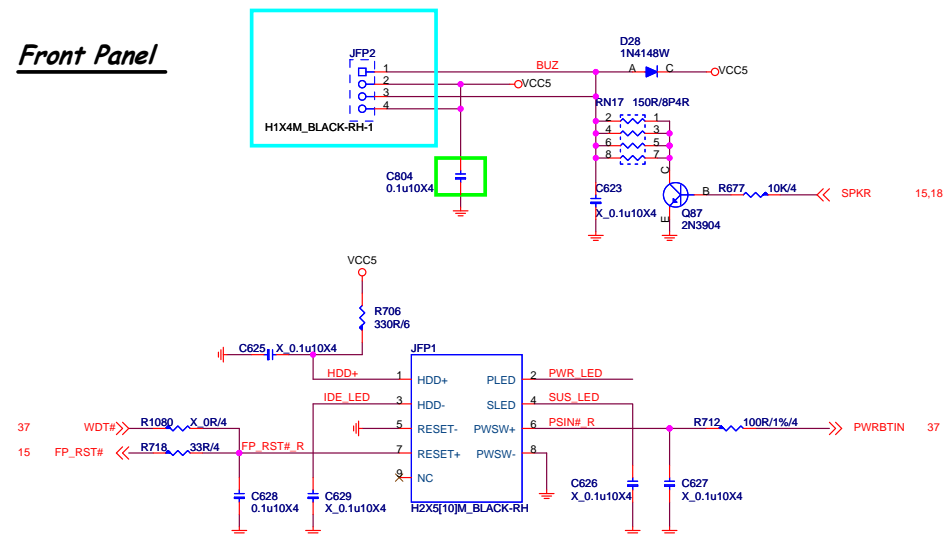 Front Panel
JFP2
1
2
3
4
H1X4M_BLACK-RH-1
BUZ
VCC5
D28
1N4148W
A
C
VCC5
RN17 150R/8P4R
2 1
4 3
6 5
8 7
C804
0.1u10X4
C623
X_0.1u10X4
C
B
E
Q87
2N3904
R677
10K/4
SPKR
15,18
VCC5
R706
330R/6
C625
X_0.1u10X4
JFP1
HDD+
1
HDD+
PLED
2
PWR_LED
IDE_LED
3
HDD-
SLED
4
SUS_LED
37
WDT#
R1080
X_0R/4
5
RESET-
PWSW+
6
PSIN#_R
R712
100R/1%/4
PWRBTIN
37
15
FP_RST#
R718
33R/4
FP_RST#_R
7
RESET+
PWSW-
8
9
NC
C628
0.1u10X4
C629
X_0.1u10X4
H2X5[10]M_BLACK-RH
C626
X_0.1u10X4
C627
X_0.1u10X4